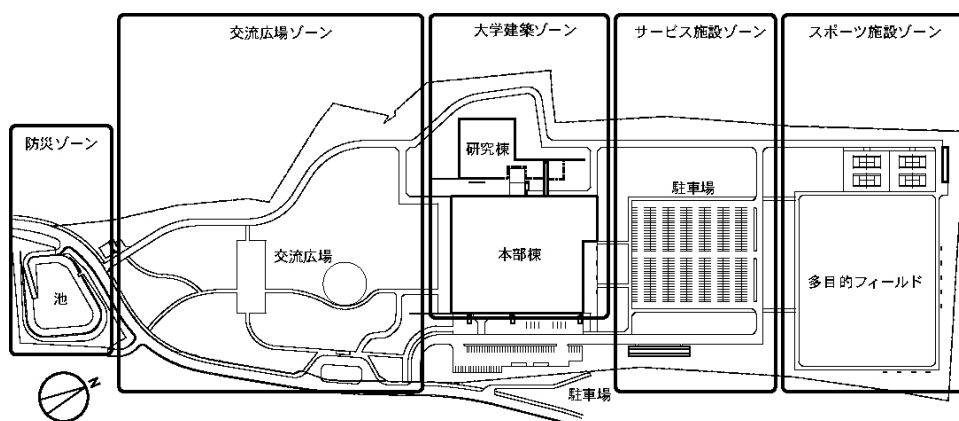 交流広場ゾーン
大学建築ゾーン
サービス施設ゾーン
スポーツ施設ゾーン
防災ゾーン
研究棟
駐車場
本部棟
交流広場
多目的フィールド
池
N
駐車場